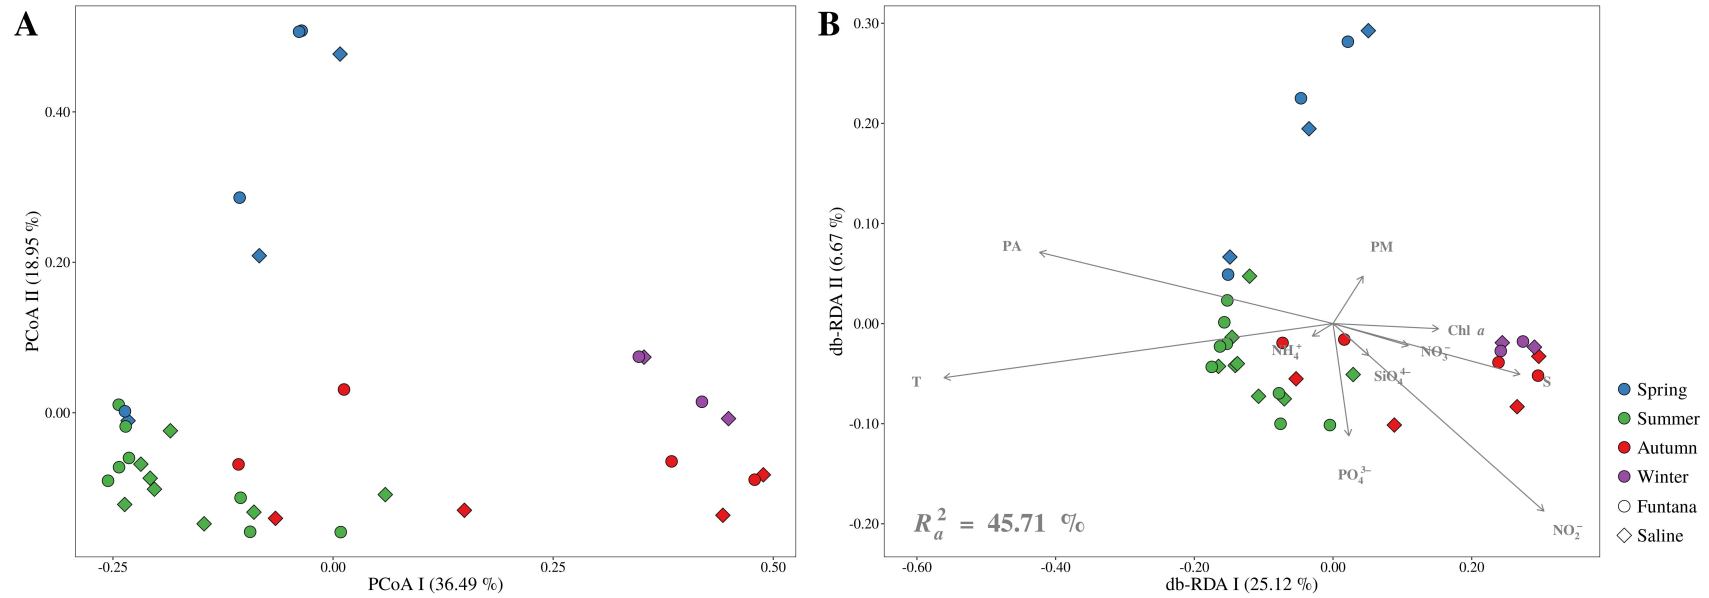 A
PCoA II (18.95 %)
0.40
0.20
0.00
-0.25
0.00
0.25
0.50
PCoA I (36.49 %)
B
db-RDA II (6.67 %)
0.30
0.20
0.10
0.00
-0.10
-0.20
PA
PM
Chl a
NH₄⁺
NO₃⁻
SiO₄⁴⁻
T
S
PO₄³⁻
NO₂⁻
Rₐ² = 45.71 %
-0.60
-0.40
-0.20
0.00
0.20
db-RDA I (25.12 %)
Spring
Summer
Autumn
Winter
Funtana
Saline